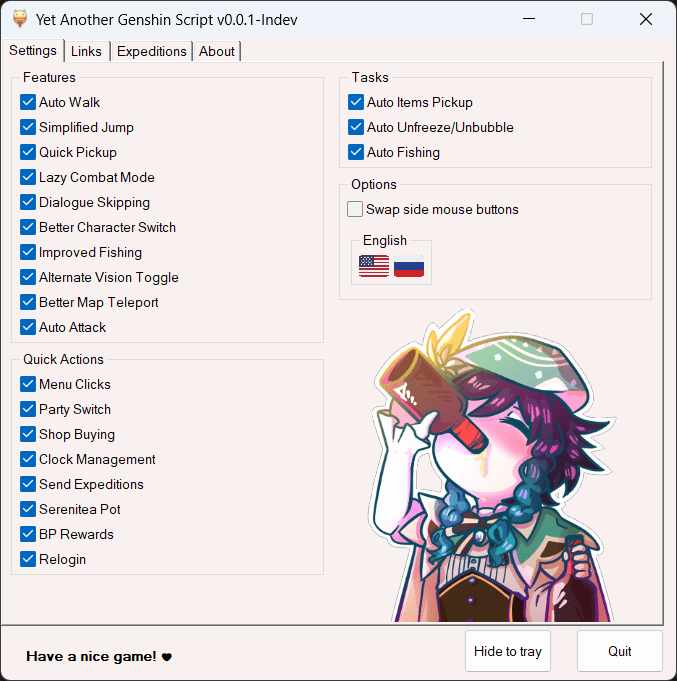 Yet Another Genshin Script v0.0.1-Indev
Settings Links Expeditions About
Features
Auto Walk
Simplified Jump
Quick Pickup
Lazy Combat Mode
Dialogue Skipping
Better Character Switch
Improved Fishing
Alternate Vision Toggle
Better Map Teleport
Auto Attack
Quick Actions
Menu Clicks
Party Switch
Shop Buying
Clock Management
Send Expeditions
Serenitea Pot
BP Rewards
Relogin
Tasks
Auto Items Pickup
Auto Unfreeze/Unbubble
Auto Fishing
Options
Swap side mouse buttons
English
Have a nice game! ♥
Hide to tray
Quit